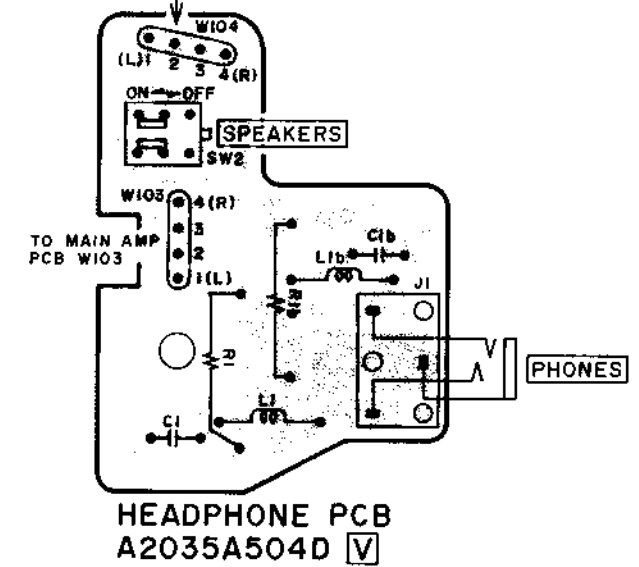 W104
(L)1 2 3 4(R)
ON OFF
SPEAKERS
SW2
W103
4(R)
3
2
1(L)
TO MAIN AMP
PCB W103
C1b
L1b
J1
R1b
R1
PHONES
L1
C1
HEADPHONE PCB
A2035A504D V